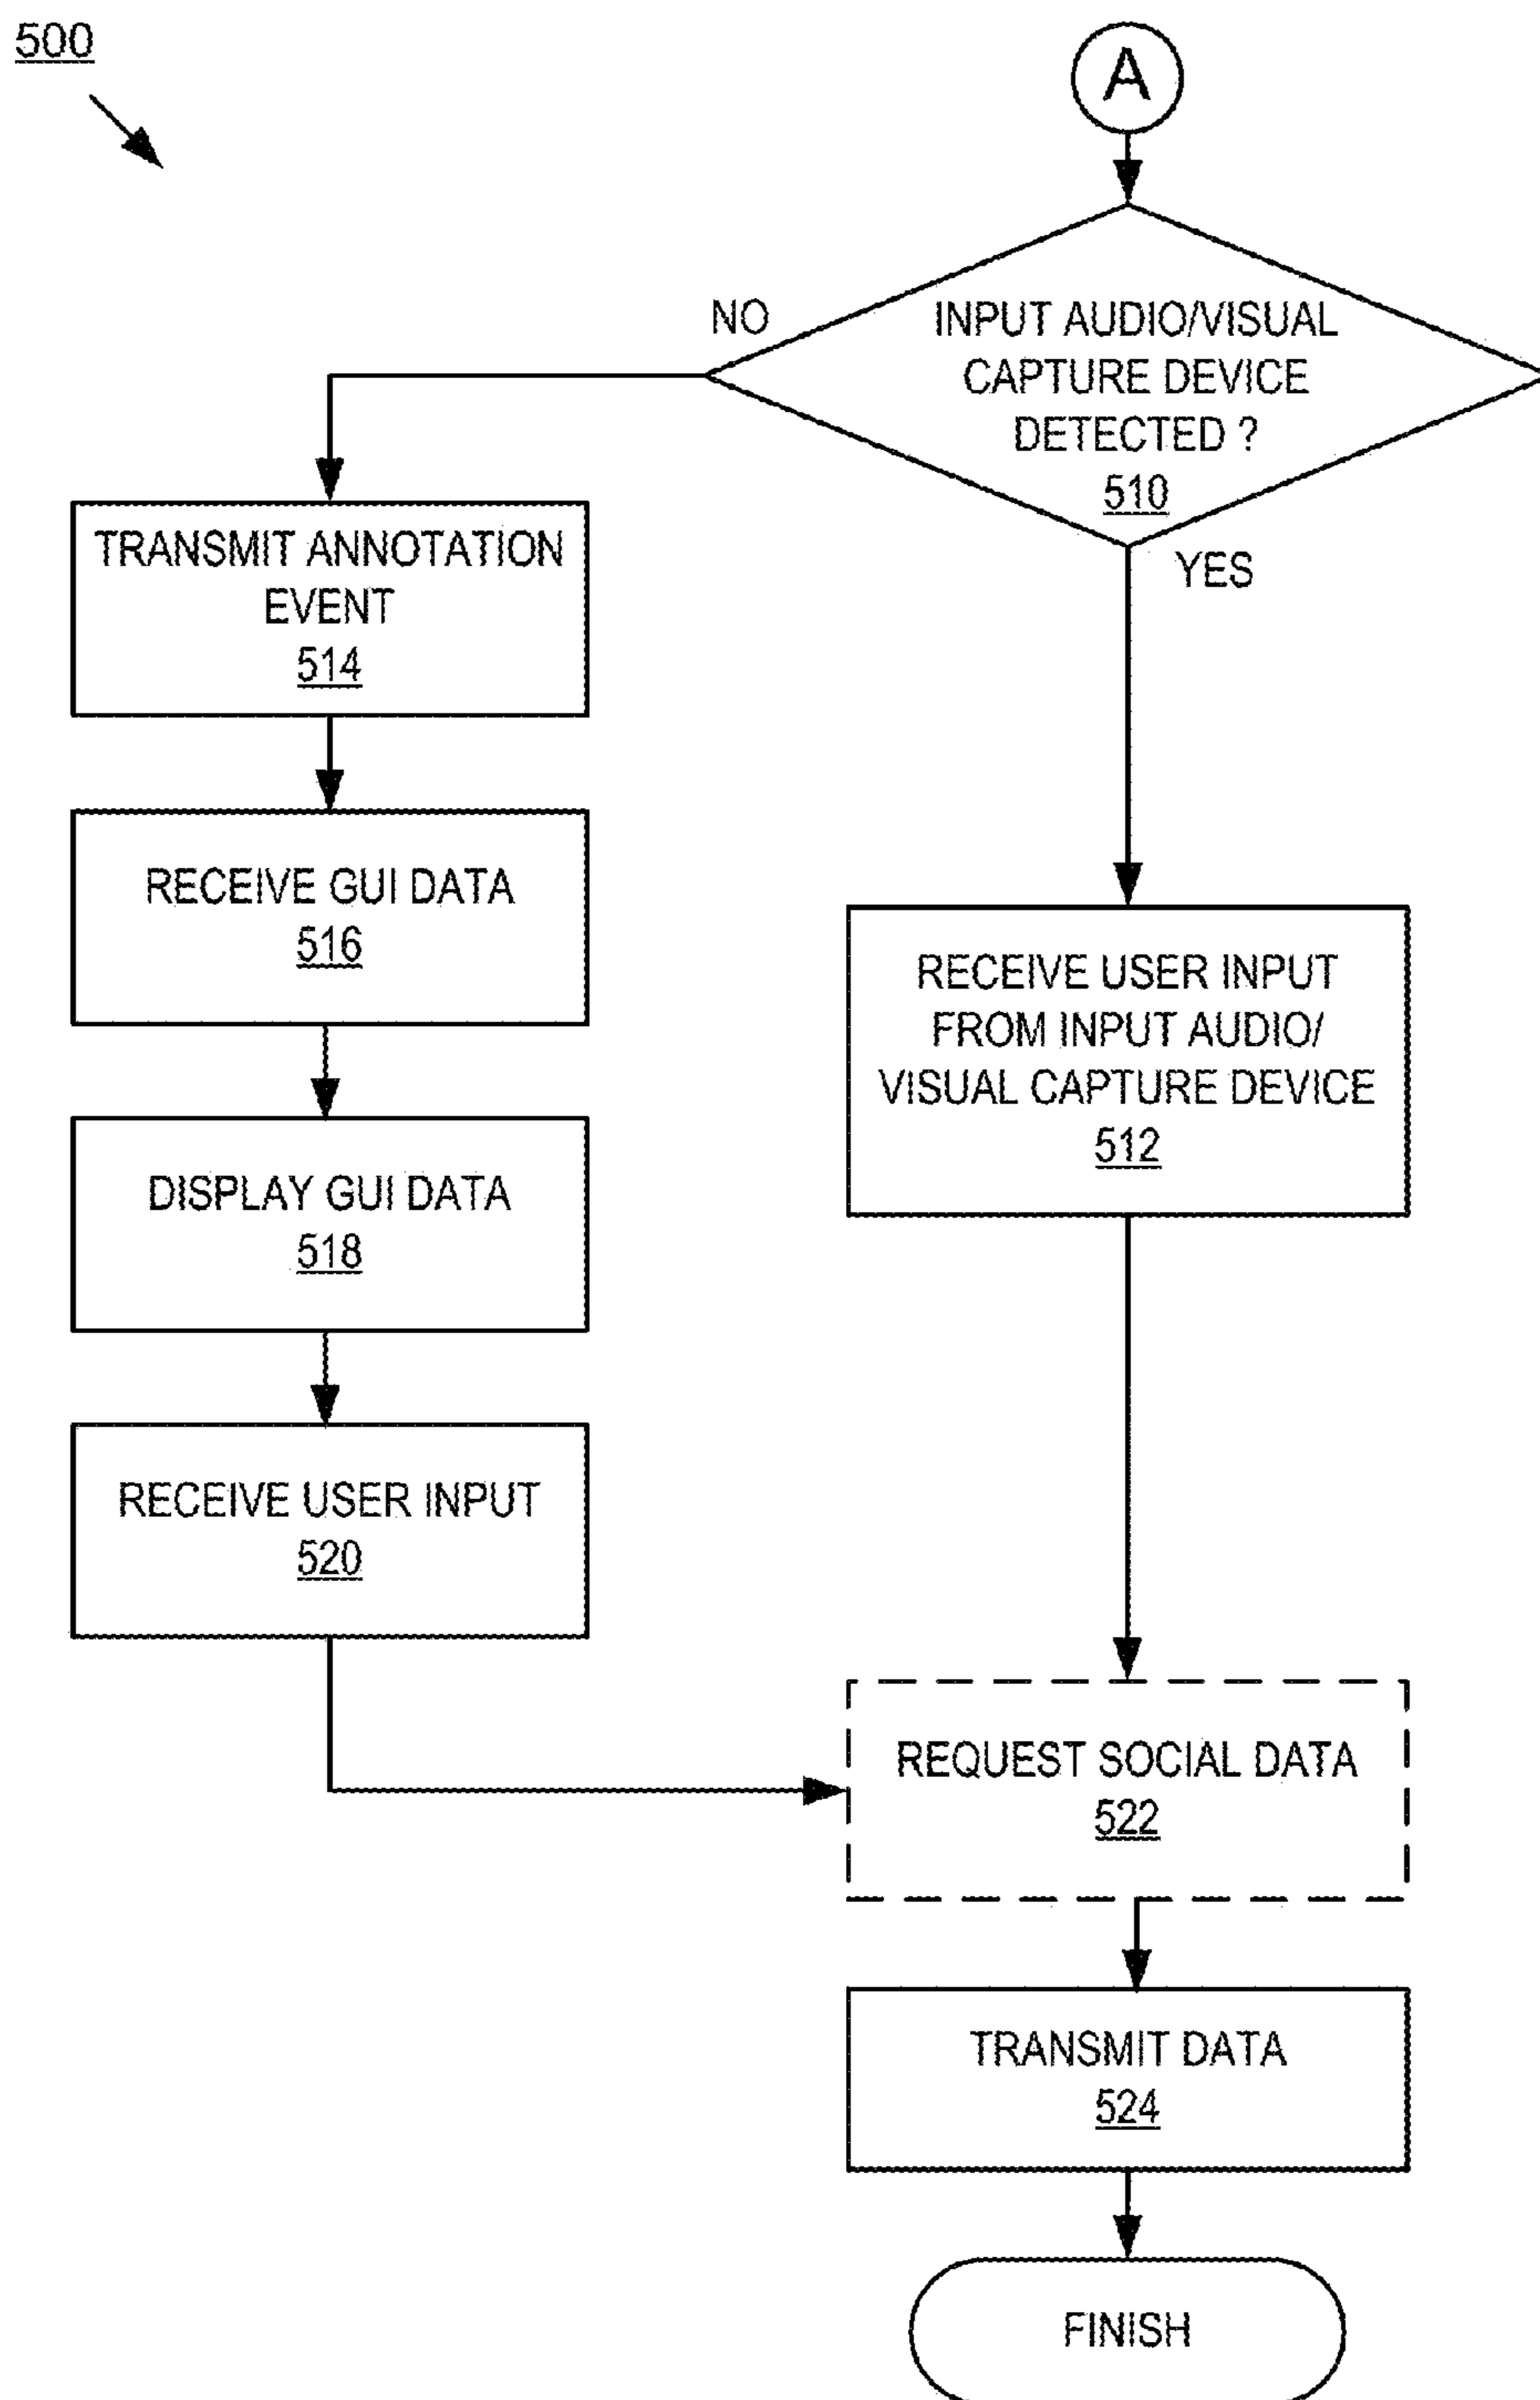 500
A
NO
INPUT AUDIO/VISUAL
CAPTURE DEVICE
DETECTED ?
510
YES
TRANSMIT ANNOTATION
EVENT
514
RECEIVE GUI DATA
516
RECEIVE USER INPUT
FROM INPUT AUDIO/
VISUAL CAPTURE DEVICE
512
DISPLAY GUI DATA
518
RECEIVE USER INPUT
520
REQUEST SOCIAL DATA
522
TRANSMIT DATA
524
FINISH